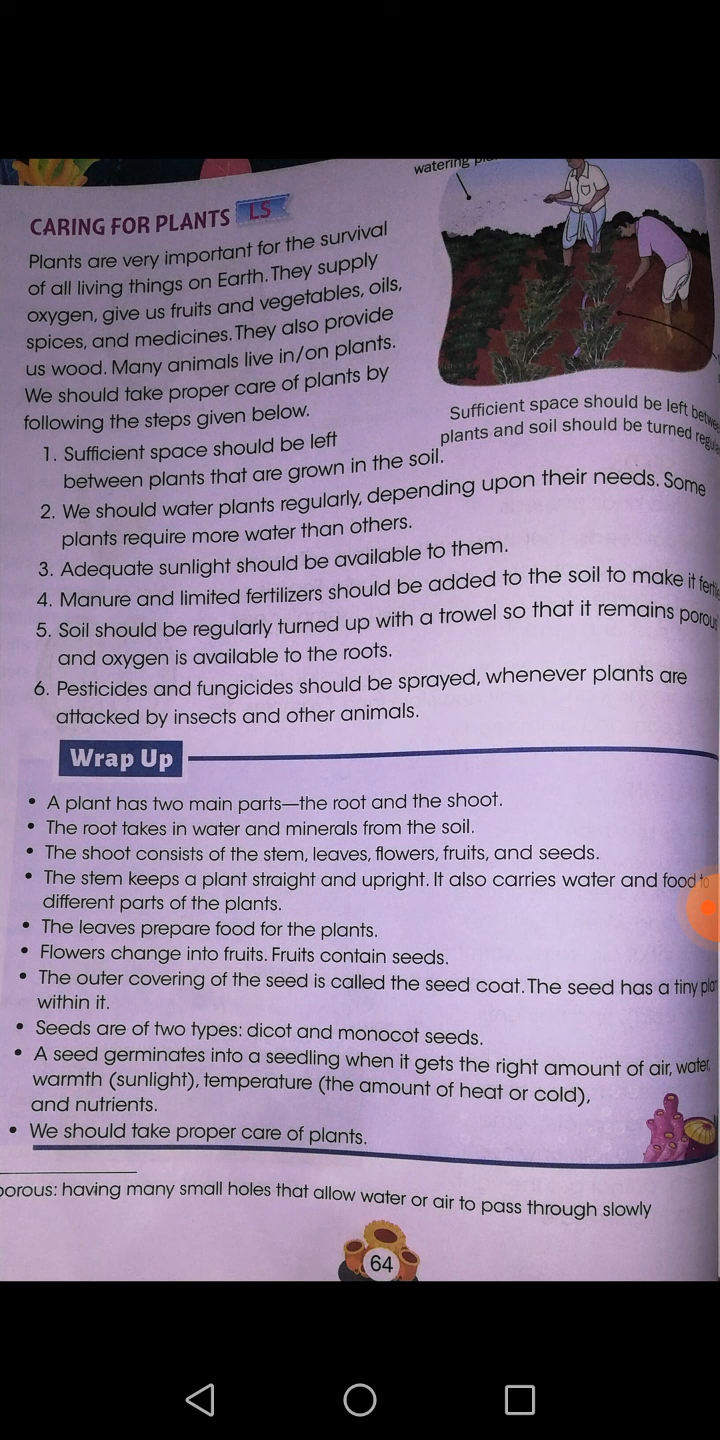 watering
CARING FOR PLANTS LS
Plants are very important for the survival
of all living things on Earth. They supply
oxygen, give us fruits and vegetables, oils,
spices, and medicines. They also provide
us wood. Many animals live in/on plants.
We should take proper care of plants by
following the steps given below.
Sufficient space should be left
plants and soil should be turned
1. Sufficient space should be left
between plants that are grown in the soil.
2. We should water plants regularly, depending upon their needs. Some
plants require more water than others.
3. Adequate sunlight should be available to them.
4. Manure and limited fertilizers should be added to the soil to make it
5. Soil should be regularly turned up with a trowel so that it remains
and oxygen is available to the roots.
6. Pesticides and fungicides should be sprayed, whenever plants are
attacked by insects and other animals.
Wrap Up
• A plant has two main parts—the root and the shoot.
• The root takes in water and minerals from the soil.
• The shoot consists of the stem, leaves, flowers, fruits, and seeds.
• The stem keeps a plant straight and upright. It also carries water and food to
different parts of the plants.
• The leaves prepare food for the plants.
• Flowers change into fruits. Fruits contain seeds.
• The outer covering of the seed is called the seed coat. The seed has a tiny
within it.
• Seeds are of two types: dicot and monocot seeds.
• A seed germinates into a seedling when it gets the right amount of air, water,
warmth (sunlight), temperature (the amount of heat or cold),
and nutrients.
• We should take proper care of plants.
porous: having many small holes that allow water or air to pass through slowly
64